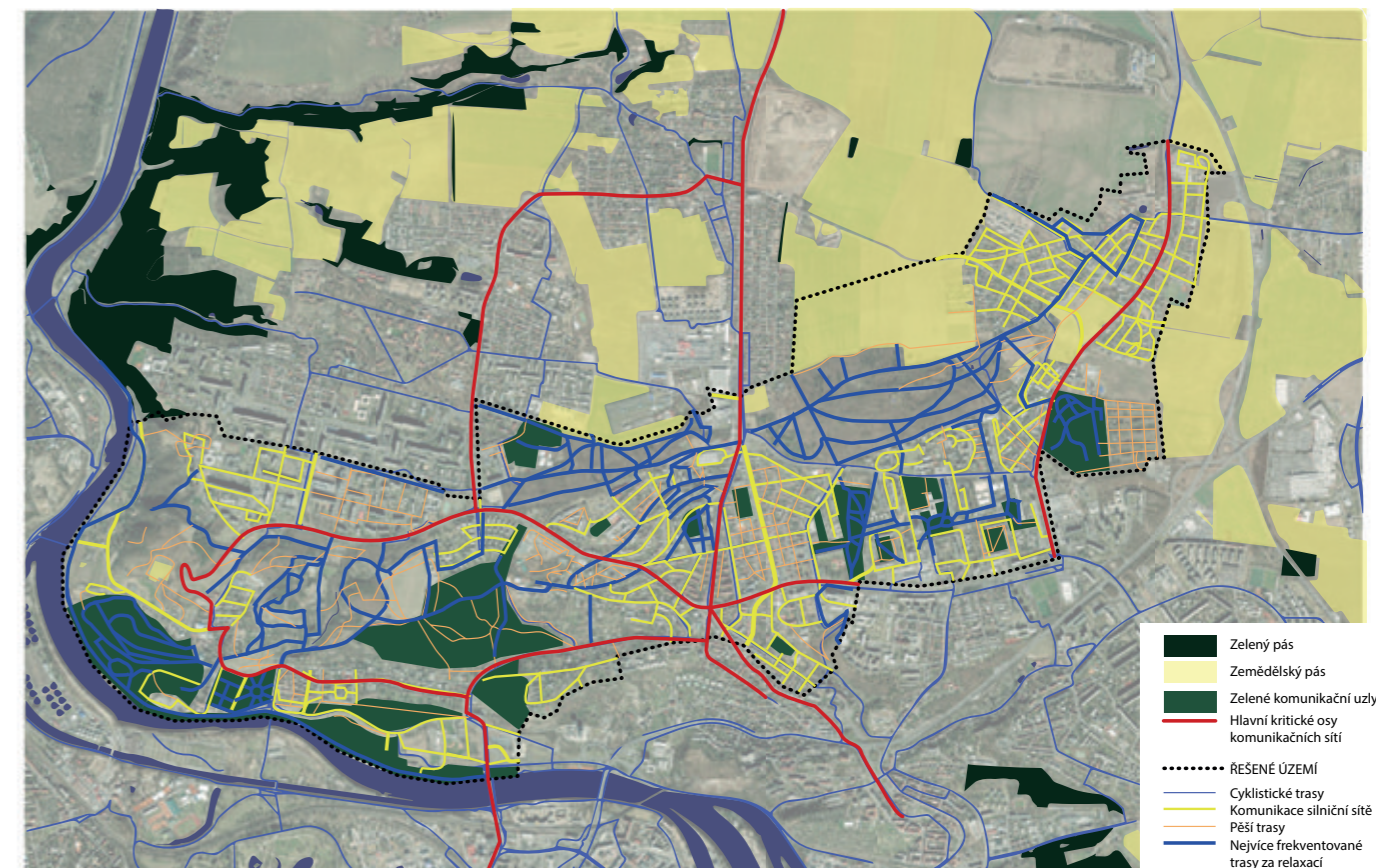 Zelený pás
Zemědělský pás
Zelené komunikační uzly
Hlavní kritické osy
komunikačních sítí
ŘEŠENÉ ÚZEMÍ
Cyklistické trasy
Komunikace silniční sítě
Pěší trasy
Nejvíce frekventované
trasy za relaxací